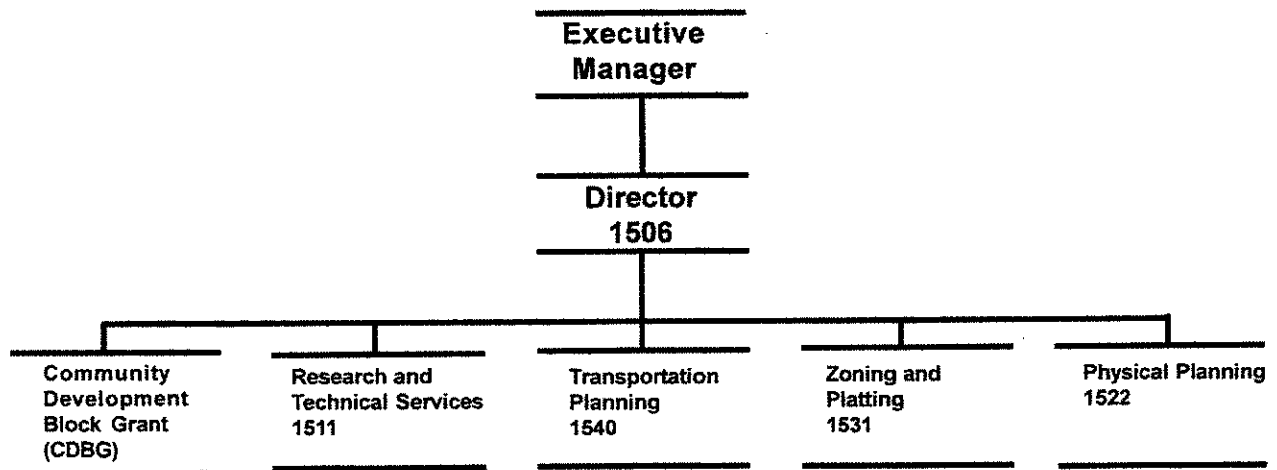 Executive
Manager
Director
1506
Community
Development
Block Grant
(CDBG)
Research and
Technical Services
1511
Transportation
Planning
1540
Zoning and
Platting
1531
Physical Planning
1522